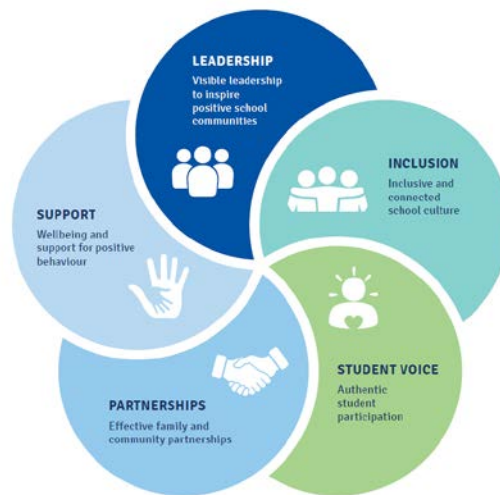 LEADERSHIP
Visible leadership
to inspire
positive school
communities
INCLUSION
Inclusive and
connected
school culture
SUPPORT
Wellbeing and
support for positive
behaviour
STUDENT VOICE
Authentic
student
participation
PARTNERSHIPS
Effective family and
community partnerships